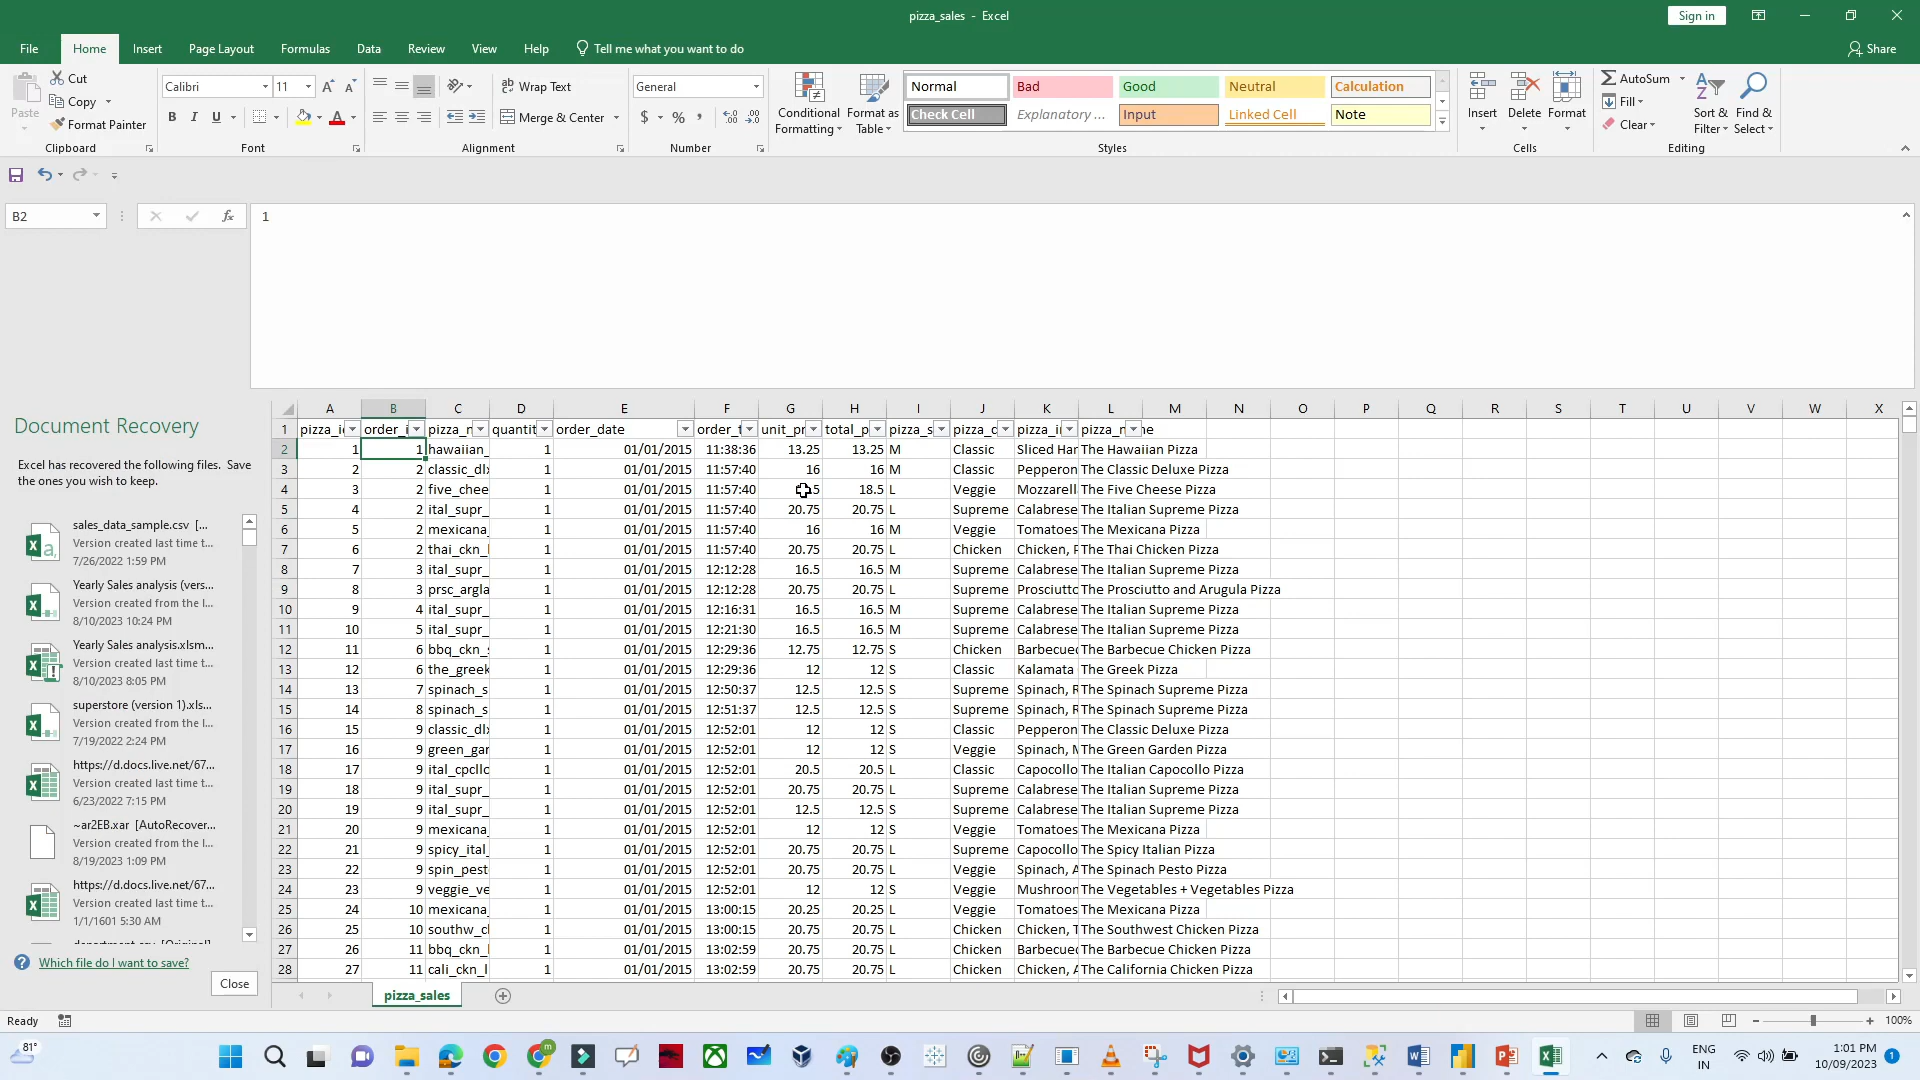 pizza_sales - Excel
Sign in
File Home Insert Page Layout Formulas Data Review View Help Tell me what you want to do Share
Paste
Cut
Copy
Format Painter
Clipboard
Calibri 11
B I U
Font
Wrap Text
Merge & Center
Alignment
General
$ % ,
Number
Conditional Formatting
Format as Table
Normal Bad Good Neutral Calculation
Check Cell Explanatory ... Input Linked Cell Note
Styles
Insert Delete Format
Cells
AutoSum
Fill
Clear
Sort & Filter
Find & Select
Editing
B2 fx 1
Document Recovery
Excel has recovered the following files. Save
the ones you wish to keep.
sales_data_sample.csv [...
Version created last time t...
7/26/2022 1:59 PM
Yearly Sales analysis (vers...
Version created from the l...
8/10/2023 10:24 PM
Yearly Sales analysis.xlsm...
Version created last time t...
8/10/2023 8:05 PM
superstore (version 1).xls...
Version created from the l...
7/19/2022 2:24 PM
https://d.docs.live.net/67...
Version created last time t...
6/23/2022 7:15 PM
~ar2EB.xar [AutoRecover...
Version created from the l...
8/19/2023 1:09 PM
https://d.docs.live.net/67...
Version created last time t...
1/1/1601 5:30 AM
Which file do I want to save?
Close
A B C D E F G H I J K L M N O P Q R S T U V W X
1 pizza_i order_i pizza_n quantit order_date order_t unit_pr total_p pizza_s pizza_c pizza_i pizza_n me
2 1 1 hawaiian_ 1 01/01/2015 11:38:36 13.25 13.25 M Classic Sliced Har The Hawaiian Pizza
3 2 2 classic_dl 1 01/01/2015 11:57:40 16 16 M Classic Pepperon The Classic Deluxe Pizza
4 3 2 five_chee 1 01/01/2015 11:57:40 5 18.5 L Veggie Mozzarell The Five Cheese Pizza
5 4 2 ital_supr_ 1 01/01/2015 11:57:40 20.75 20.75 L Supreme Calabrese The Italian Supreme Pizza
6 5 2 mexicana_ 1 01/01/2015 11:57:40 16 16 M Veggie Tomatoes The Mexicana Pizza
7 6 2 thai_ckn_l 1 01/01/2015 11:57:40 20.75 20.75 L Chicken Chicken, F The Thai Chicken Pizza
8 7 3 ital_supr_ 1 01/01/2015 12:12:28 16.5 16.5 M Supreme Calabrese The Italian Supreme Pizza
9 8 3 prsc_argla 1 01/01/2015 12:12:28 20.75 20.75 L Supreme Prosciutto The Prosciutto and Arugula Pizza
10 9 4 ital_supr_ 1 01/01/2015 12:16:31 16.5 16.5 M Supreme Calabrese The Italian Supreme Pizza
11 10 5 ital_supr_ 1 01/01/2015 12:21:30 16.5 16.5 M Supreme Calabrese The Italian Supreme Pizza
12 11 6 bbq_ckn_s 1 01/01/2015 12:29:36 12.75 12.75 S Chicken Barbecued The Barbecue Chicken Pizza
13 12 6 the_greek 1 01/01/2015 12:29:36 12 12 S Classic Kalamata The Greek Pizza
14 13 7 spinach_s 1 01/01/2015 12:50:37 12.5 12.5 S Supreme Spinach, R The Spinach Supreme Pizza
15 14 8 spinach_s 1 01/01/2015 12:51:37 12.5 12.5 S Supreme Spinach, R The Spinach Supreme Pizza
16 15 9 classic_dl 1 01/01/2015 12:52:01 12 12 S Classic Pepperon The Classic Deluxe Pizza
17 16 9 green_gar 1 01/01/2015 12:52:01 12 12 S Veggie Spinach, M The Green Garden Pizza
18 17 9 ital_cpcllo 1 01/01/2015 12:52:01 20.5 20.5 L Classic Capocollo The Italian Capocollo Pizza
19 18 9 ital_supr_ 1 01/01/2015 12:52:01 20.75 20.75 L Supreme Calabrese The Italian Supreme Pizza
20 19 9 ital_supr_ 1 01/01/2015 12:52:01 12.5 12.5 S Supreme Calabrese The Italian Supreme Pizza
21 20 9 mexicana_ 1 01/01/2015 12:52:01 12 12 S Veggie Tomatoes The Mexicana Pizza
22 21 9 spicy_ital_ 1 01/01/2015 12:52:01 20.75 20.75 L Supreme Capocollo The Spicy Italian Pizza
23 22 9 spin_pest 1 01/01/2015 12:52:01 20.75 20.75 L Veggie Spinach, A The Spinach Pesto Pizza
24 23 9 veggie_ve 1 01/01/2015 12:52:01 12 12 S Veggie Mushroon The Vegetables + Vegetables Pizza
25 24 10 mexicana_ 1 01/01/2015 13:00:15 20.25 20.25 L Veggie Tomatoes The Mexicana Pizza
26 25 10 southw_cl 1 01/01/2015 13:00:15 20.75 20.75 L Chicken Chicken, T The Southwest Chicken Pizza
27 26 11 bbq_ckn_l 1 01/01/2015 13:02:59 20.75 20.75 L Chicken Barbecued The Barbecue Chicken Pizza
28 27 11 cali_ckn_l 1 01/01/2015 13:02:59 20.75 20.75 L Chicken Chicken, A The California Chicken Pizza
pizza_sales
Ready
100%
81°
ENG
IN
1:01 PM
10/09/2023
1